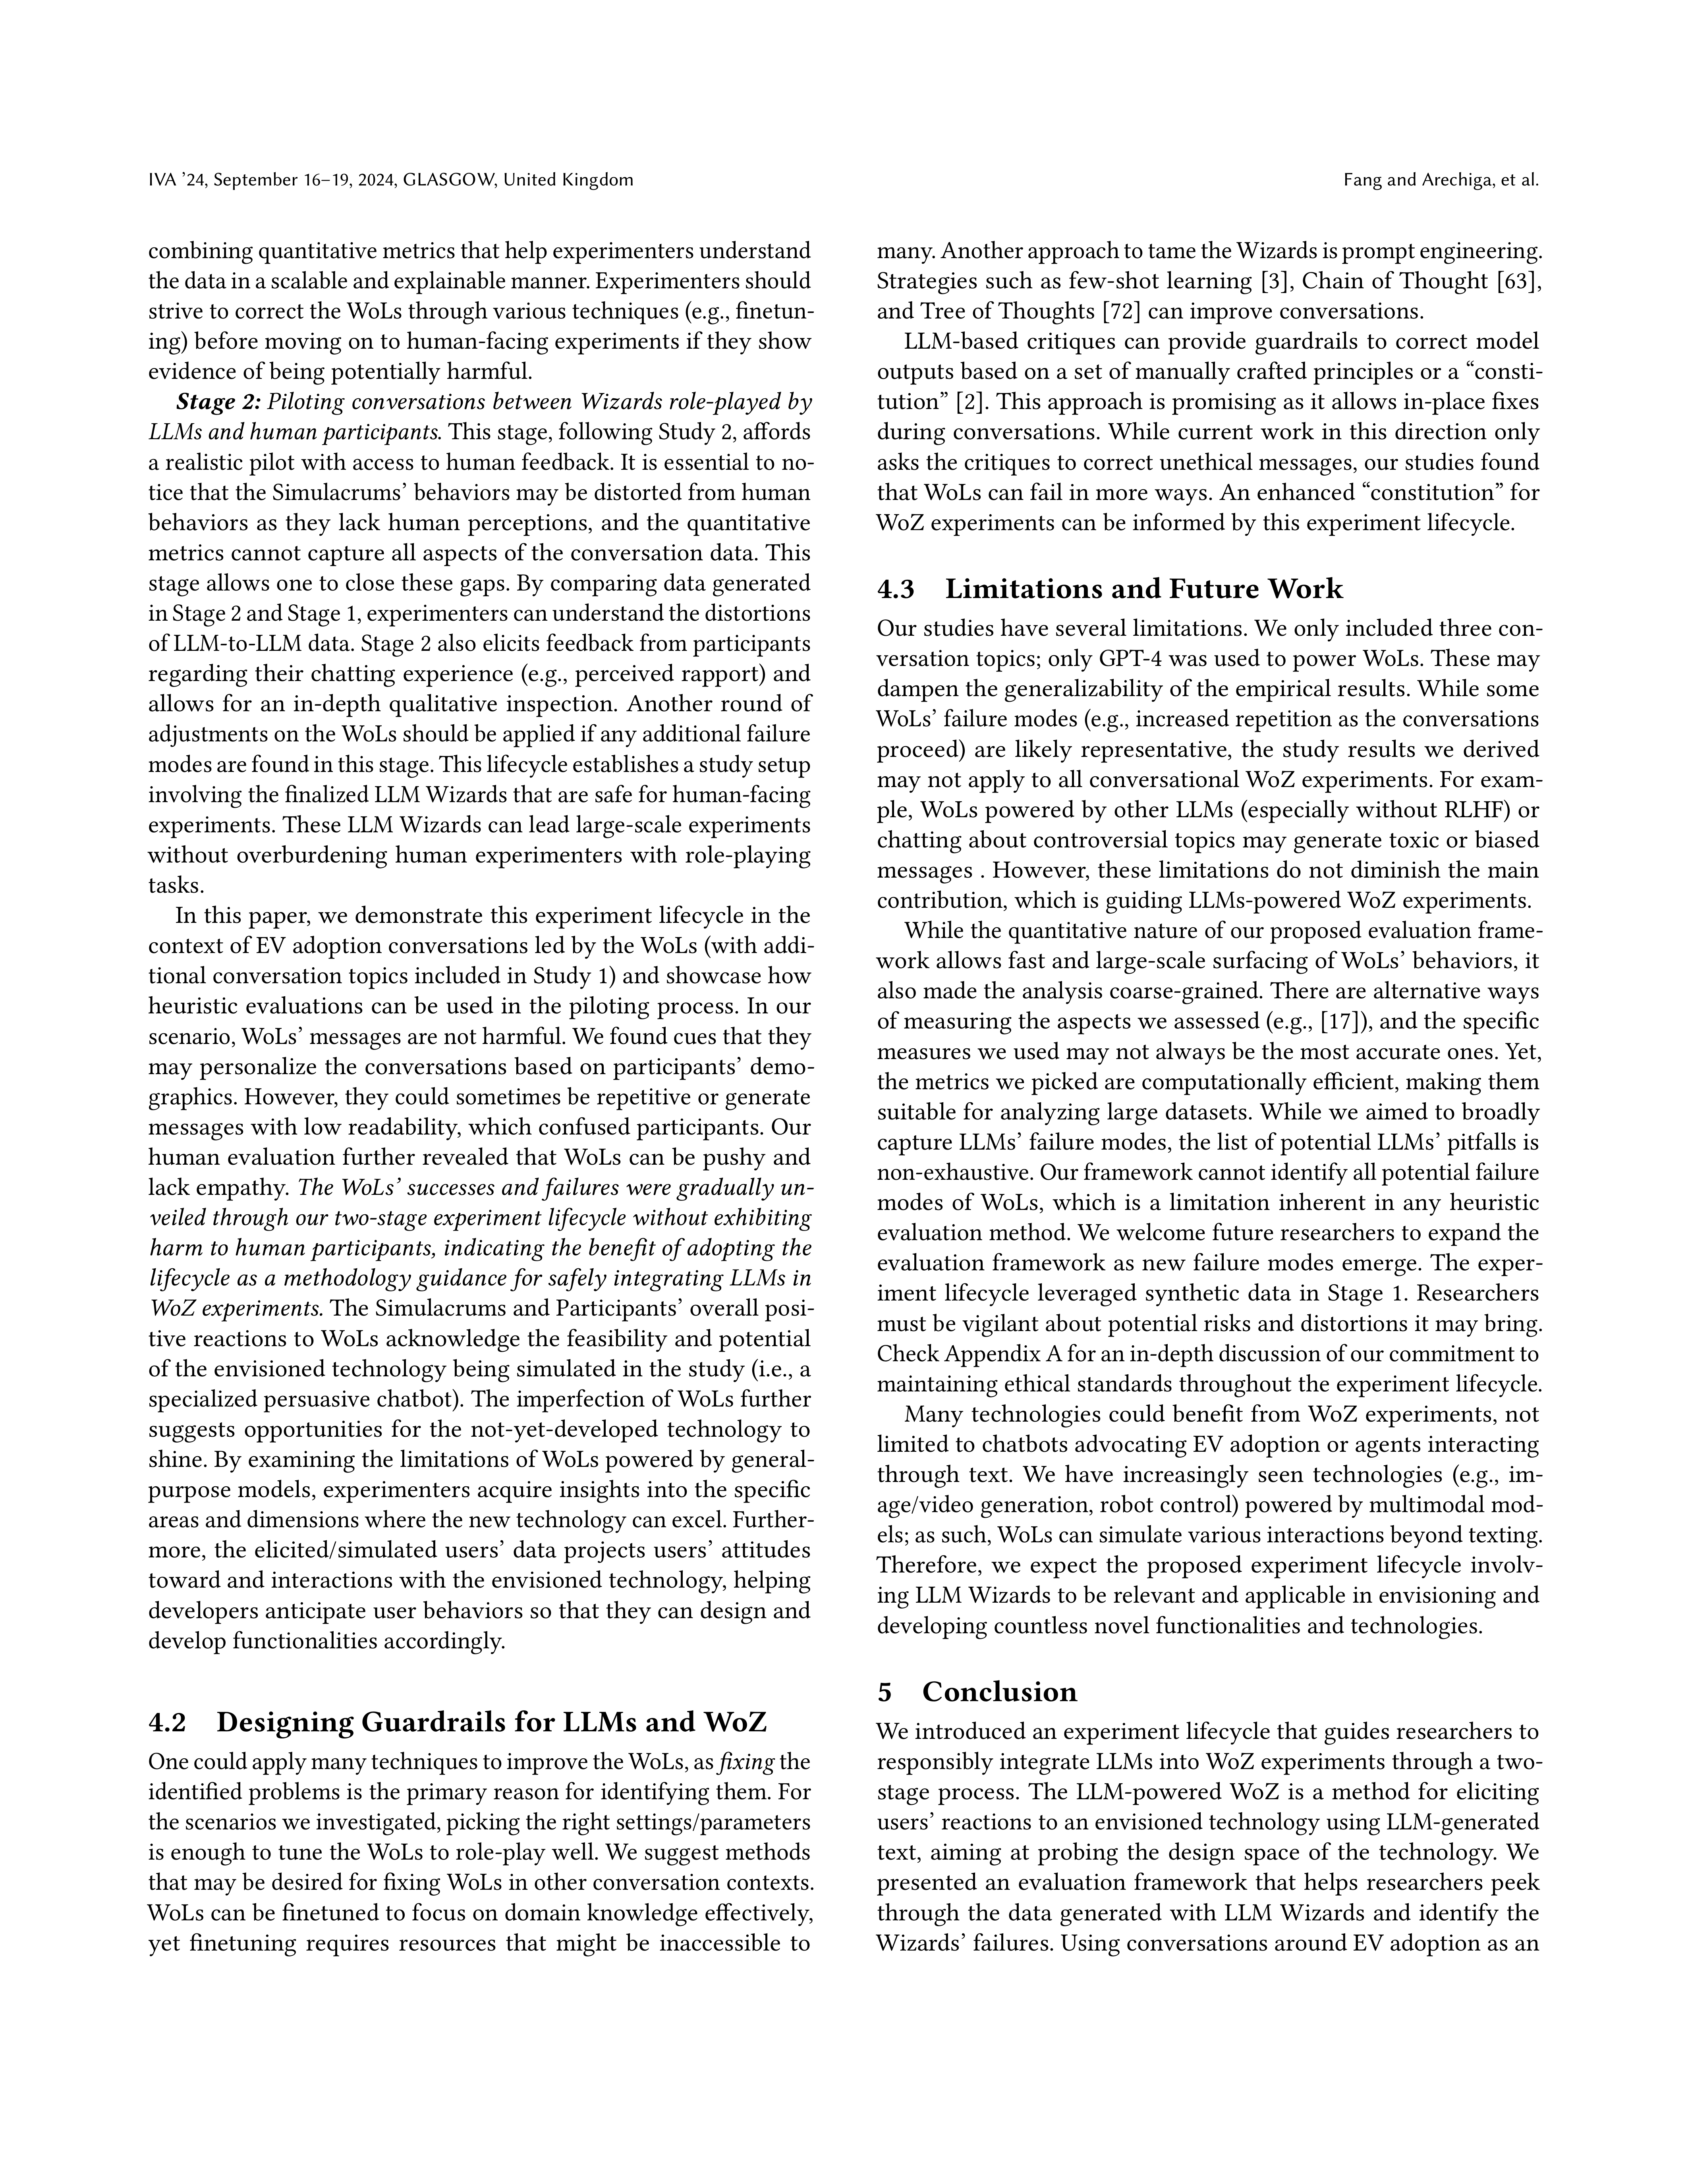 IVA ’24, September 16–19, 2024, GLASGOW, United Kingdom
Fang and Arechiga, et al.
combining quantitative metrics that help experimenters understand
the data in a scalable and explainable manner. Experimenters should
strive to correct the WoLs through various techniques (e.g., finetun-
ing) before moving on to human-facing experiments if they show
evidence of being potentially harmful.
Stage 2: Piloting conversations between Wizards role-played by
LLMs and human participants. This stage, following Study 2, affords
a realistic pilot with access to human feedback. It is essential to no-
tice that the Simulacrums’ behaviors may be distorted from human
behaviors as they lack human perceptions, and the quantitative
metrics cannot capture all aspects of the conversation data. This
stage allows one to close these gaps. By comparing data generated
in Stage 2 and Stage 1, experimenters can understand the distortions
of LLM-to-LLM data. Stage 2 also elicits feedback from participants
regarding their chatting experience (e.g., perceived rapport) and
allows for an in-depth qualitative inspection. Another round of
adjustments on the WoLs should be applied if any additional failure
modes are found in this stage. This lifecycle establishes a study setup
involving the finalized LLM Wizards that are safe for human-facing
experiments. These LLM Wizards can lead large-scale experiments
without overburdening human experimenters with role-playing
tasks.
In this paper, we demonstrate this experiment lifecycle in the
context of EV adoption conversations led by the WoLs (with addi-
tional conversation topics included in Study 1) and showcase how
heuristic evaluations can be used in the piloting process. In our
scenario, WoLs’ messages are not harmful. We found cues that they
may personalize the conversations based on participants’ demo-
graphics. However, they could sometimes be repetitive or generate
messages with low readability, which confused participants. Our
human evaluation further revealed that WoLs can be pushy and
lack empathy. The WoLs’ successes and failures were gradually un-
veiled through our two-stage experiment lifecycle without exhibiting
harm to human participants, indicating the benefit of adopting the
lifecycle as a methodology guidance for safely integrating LLMs in
WoZ experiments. The Simulacrums and Participants’ overall posi-
tive reactions to WoLs acknowledge the feasibility and potential
of the envisioned technology being simulated in the study (i.e., a
specialized persuasive chatbot). The imperfection of WoLs further
suggests opportunities for the not-yet-developed technology to
shine. By examining the limitations of WoLs powered by general-
purpose models, experimenters acquire insights into the specific
areas and dimensions where the new technology can excel. Further-
more, the elicited/simulated users’ data projects users’ attitudes
toward and interactions with the envisioned technology, helping
developers anticipate user behaviors so that they can design and
develop functionalities accordingly.
4.2 Designing Guardrails for LLMs and WoZ
One could apply many techniques to improve the WoLs, as fixing the
identified problems is the primary reason for identifying them. For
the scenarios we investigated, picking the right settings/parameters
is enough to tune the WoLs to role-play well. We suggest methods
that may be desired for fixing WoLs in other conversation contexts.
WoLs can be finetuned to focus on domain knowledge effectively,
yet finetuning requires resources that might be inaccessible to
many. Another approach to tame the Wizards is prompt engineering.
Strategies such as few-shot learning [3], Chain of Thought [63],
and Tree of Thoughts [72] can improve conversations.
LLM-based critiques can provide guardrails to correct model
outputs based on a set of manually crafted principles or a “consti-
tution” [2]. This approach is promising as it allows in-place fixes
during conversations. While current work in this direction only
asks the critiques to correct unethical messages, our studies found
that WoLs can fail in more ways. An enhanced “constitution” for
WoZ experiments can be informed by this experiment lifecycle.
4.3 Limitations and Future Work
Our studies have several limitations. We only included three con-
versation topics; only GPT-4 was used to power WoLs. These may
dampen the generalizability of the empirical results. While some
WoLs’ failure modes (e.g., increased repetition as the conversations
proceed) are likely representative, the study results we derived
may not apply to all conversational WoZ experiments. For exam-
ple, WoLs powered by other LLMs (especially without RLHF) or
chatting about controversial topics may generate toxic or biased
messages . However, these limitations do not diminish the main
contribution, which is guiding LLMs-powered WoZ experiments.
While the quantitative nature of our proposed evaluation frame-
work allows fast and large-scale surfacing of WoLs’ behaviors, it
also made the analysis coarse-grained. There are alternative ways
of measuring the aspects we assessed (e.g., [17]), and the specific
measures we used may not always be the most accurate ones. Yet,
the metrics we picked are computationally efficient, making them
suitable for analyzing large datasets. While we aimed to broadly
capture LLMs’ failure modes, the list of potential LLMs’ pitfalls is
non-exhaustive. Our framework cannot identify all potential failure
modes of WoLs, which is a limitation inherent in any heuristic
evaluation method. We welcome future researchers to expand the
evaluation framework as new failure modes emerge. The exper-
iment lifecycle leveraged synthetic data in Stage 1. Researchers
must be vigilant about potential risks and distortions it may bring.
Check Appendix A for an in-depth discussion of our commitment to
maintaining ethical standards throughout the experiment lifecycle.
Many technologies could benefit from WoZ experiments, not
limited to chatbots advocating EV adoption or agents interacting
through text. We have increasingly seen technologies (e.g., im-
age/video generation, robot control) powered by multimodal mod-
els; as such, WoLs can simulate various interactions beyond texting.
Therefore, we expect the proposed experiment lifecycle involv-
ing LLM Wizards to be relevant and applicable in envisioning and
developing countless novel functionalities and technologies.
5 Conclusion
We introduced an experiment lifecycle that guides researchers to
responsibly integrate LLMs into WoZ experiments through a two-
stage process. The LLM-powered WoZ is a method for eliciting
users’ reactions to an envisioned technology using LLM-generated
text, aiming at probing the design space of the technology. We
presented an evaluation framework that helps researchers peek
through the data generated with LLM Wizards and identify the
Wizards’ failures. Using conversations around EV adoption as an